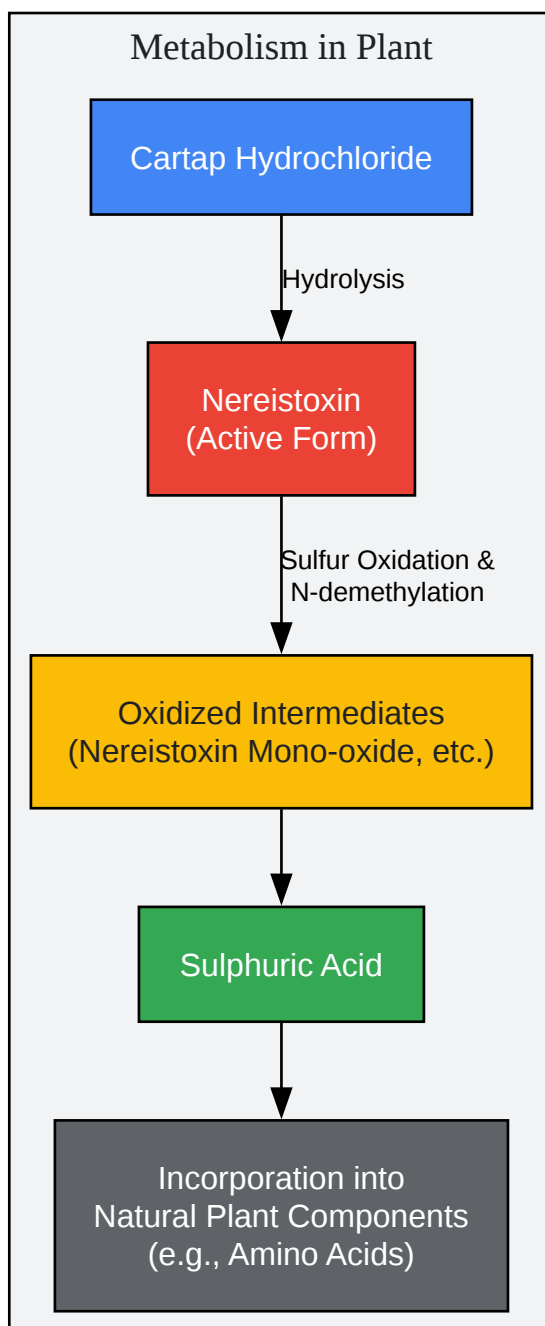 Metabolism in Plant
Cartap Hydrochloride
Hydrolysis
Nereistoxin
(Active Form)
Sulfur Oxidation &
N-demethylation
Oxidized Intermediates
(Nereistoxin Mono-oxide, etc.)
Sulphuric Acid
Incorporation into
Natural Plant Components
(e.g., Amino Acids)